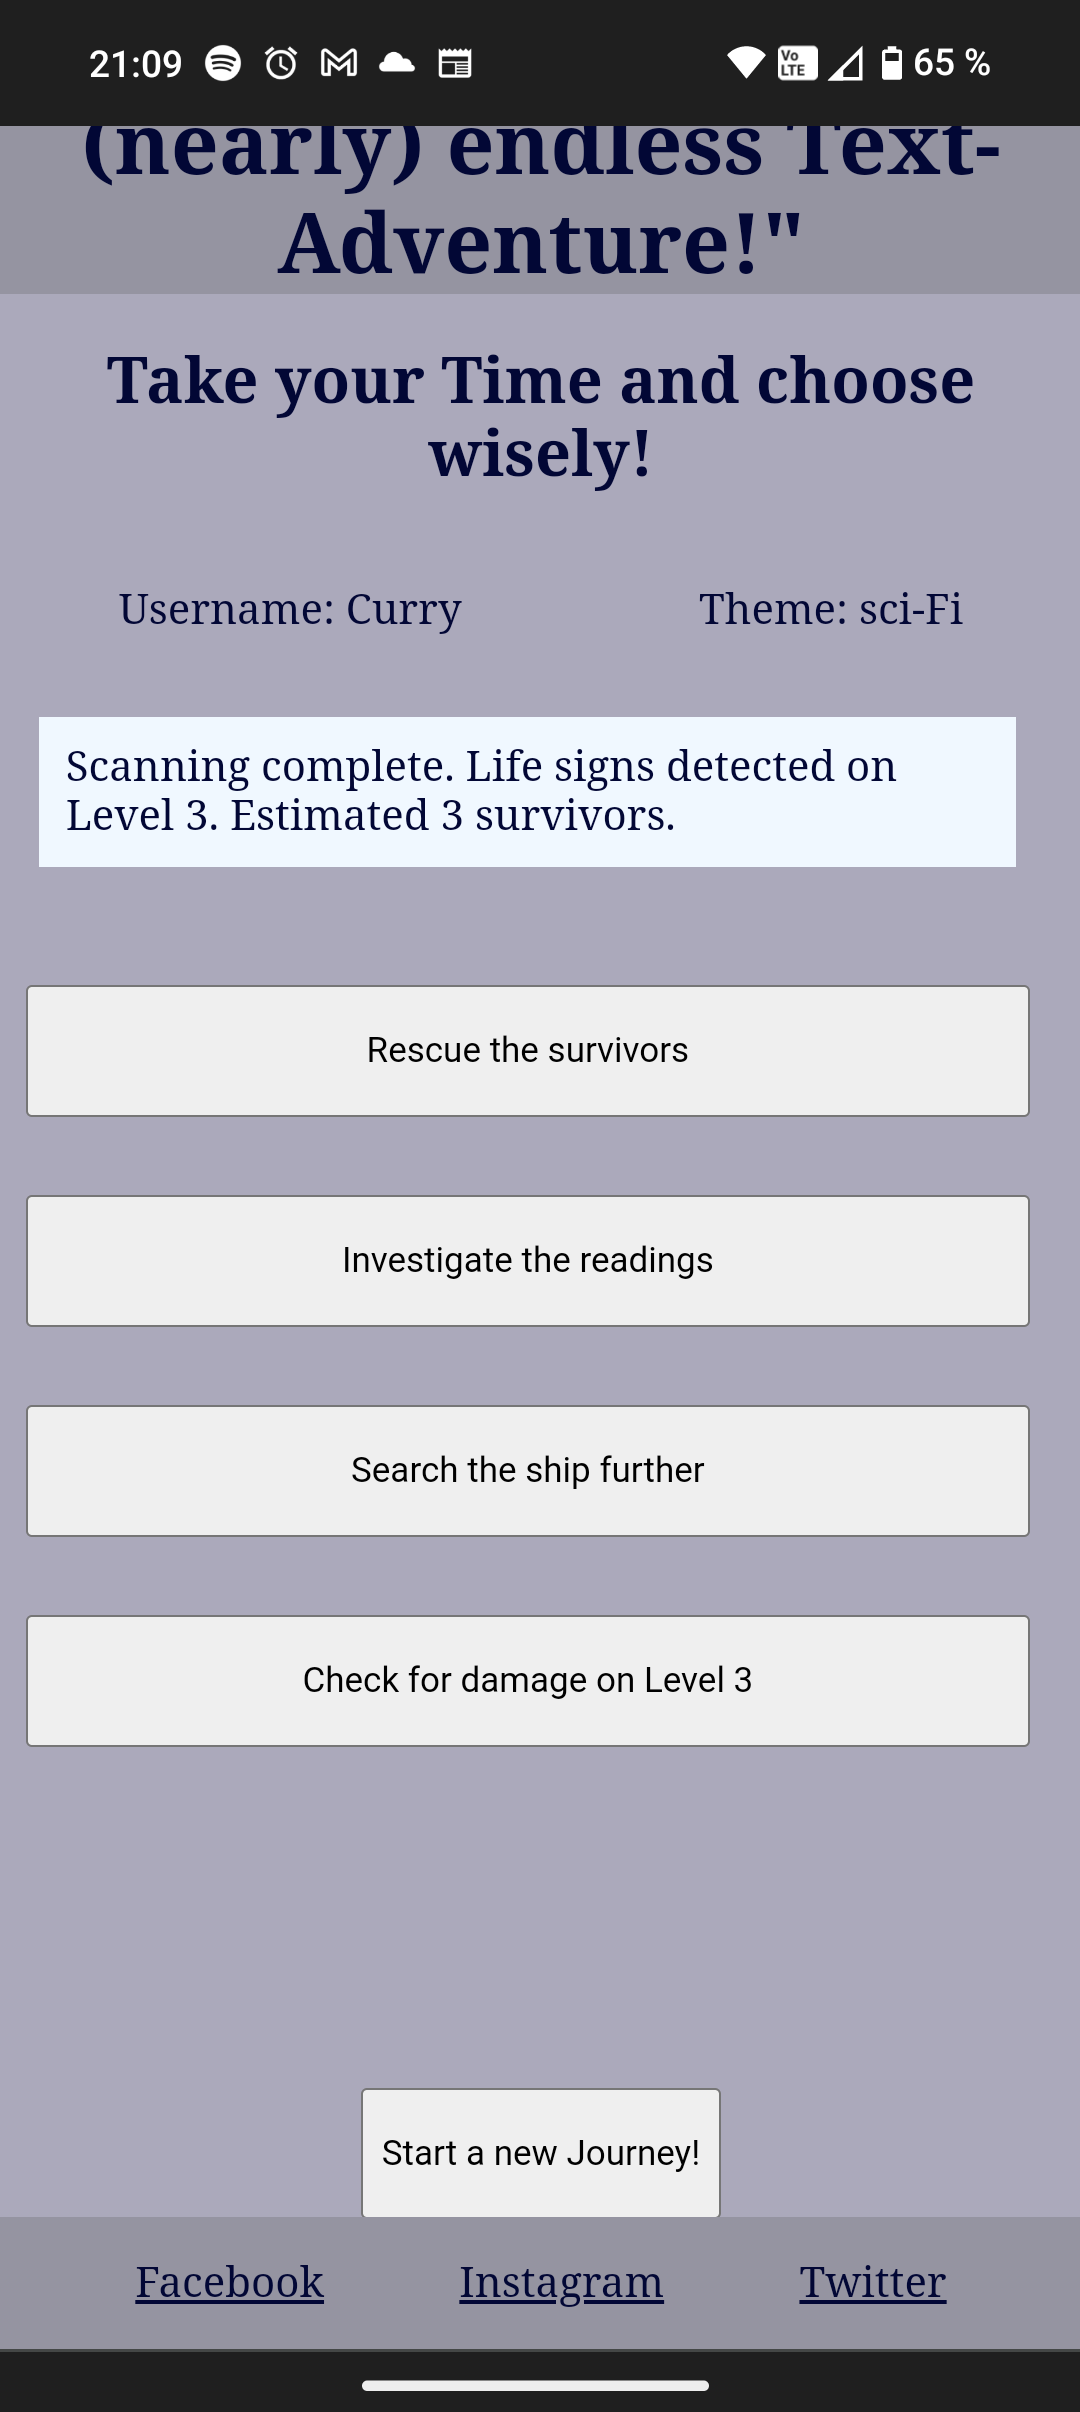 21:09 Vo LTE 65 %
(nearly) endless Text-
Adventure!"
Take your Time and choose
wisely!
Username: Curry Theme: sci-Fi
Scanning complete. Life signs detected on
Level 3. Estimated 3 survivors.
Rescue the survivors
Investigate the readings
Search the ship further
Check for damage on Level 3
Start a new Journey!
Facebook Instagram Twitter